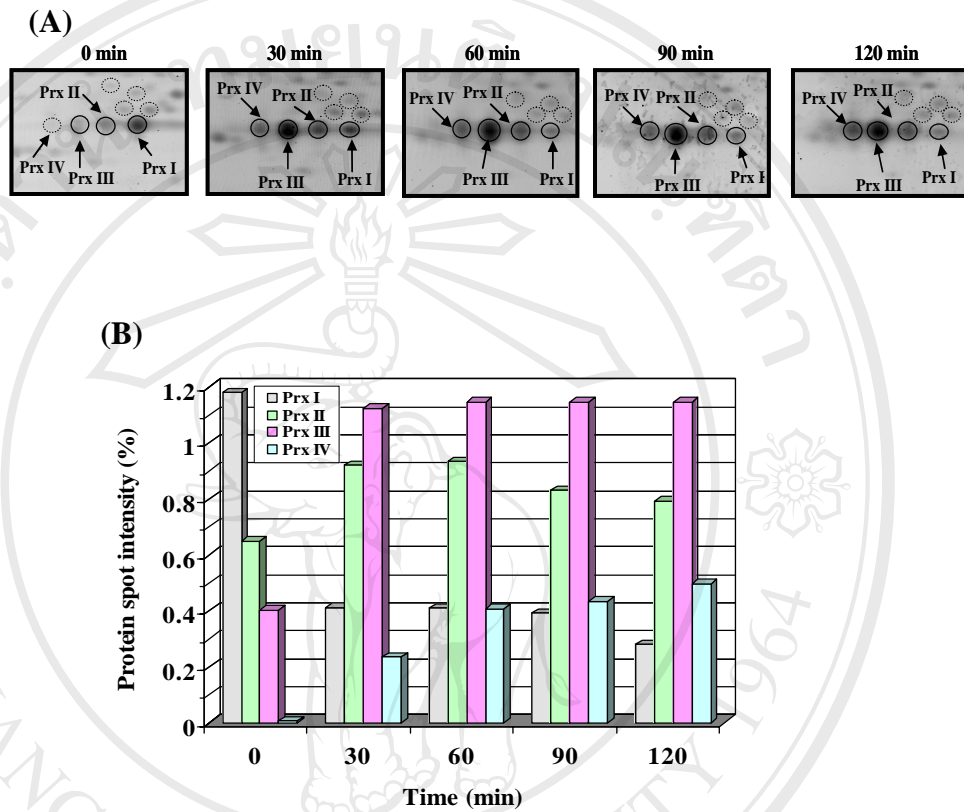 (A)
0 min 30 min 60 min 90 min 120 min
Prx II
Prx IV
Prx III
Prx I
Prx IV
Prx II
Prx III
Prx I
Prx IV
Prx II
Prx III
Prx I
Prx IV
Prx II
Prx III
Prx I
Prx IV
Prx II
Prx III
Prx I
(B)
Protein spot intensity (%)
1.2
1
0.8
0.6
0.4
0.2
0
Prx I
Prx II
Prx III
Prx IV
0 30 60 90 120
Time (min)
1964